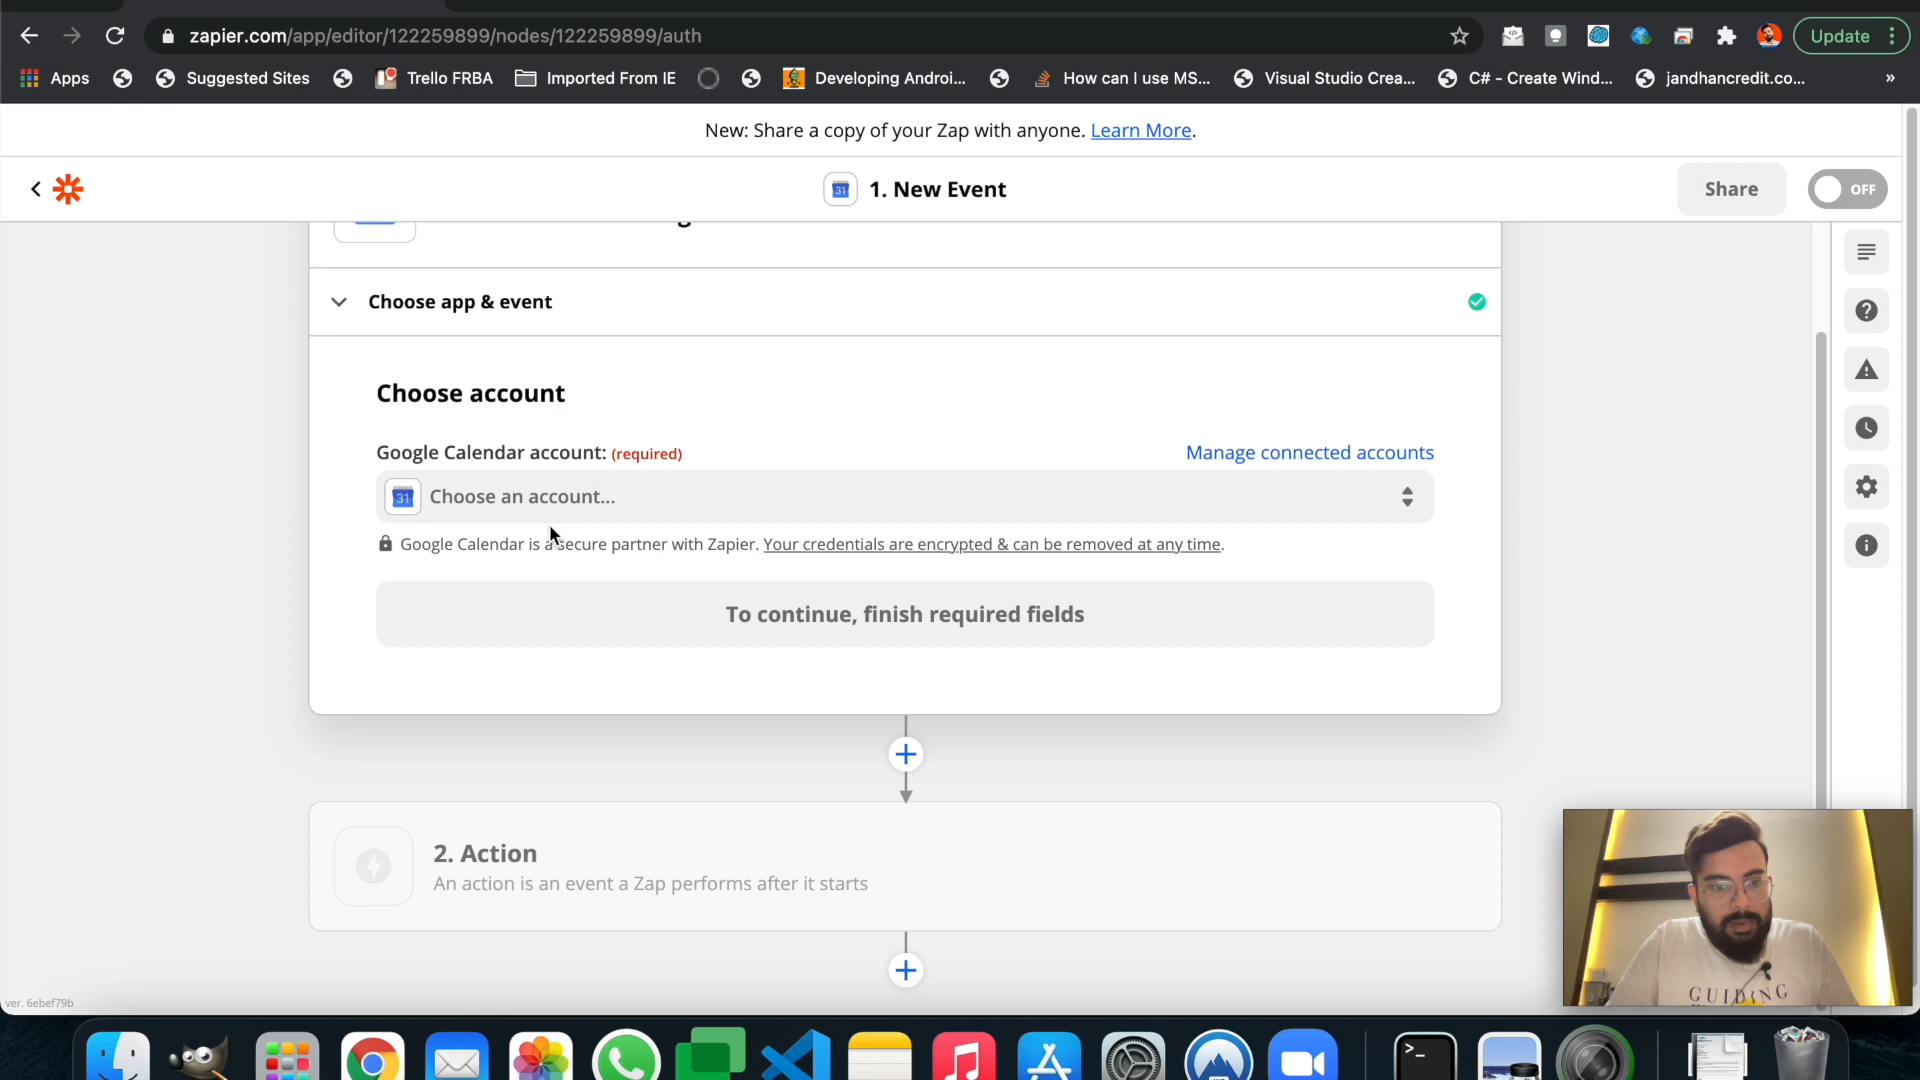 zapier.com/app/editor/122259899/nodes/122259899/auth
Update
Apps
Suggested Sites
Trello FRBA
Imported From IE
Developing Androi...
How can I use MS...
Visual Studio Crea...
C# - Create Wind...
jandhancredit.co...
»
New: Share a copy of your Zap with anyone. Learn More.
31
1. New Event
Share
OFF
Choose app & event
Choose account
Google Calendar account: (required)
Manage connected accounts
31
Choose an account...
Google Calendar is a secure partner with Zapier. Your credentials are encrypted & can be removed at any time.
To continue, finish required fields
2. Action
An action is an event a Zap performs after it starts
ver. 6ebef79b
GUIDING